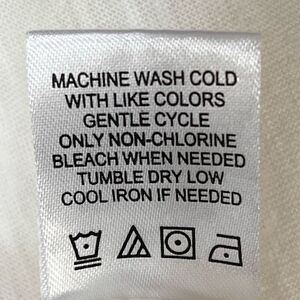 MACHINE WASH COLD
WITH LIKE COLORS
GENTLE CYCLE
ONLY NON-CHLORINE
BLEACH WHEN NEEDED
TUMBLE DRY LOW
COOL IRON IF NEEDED